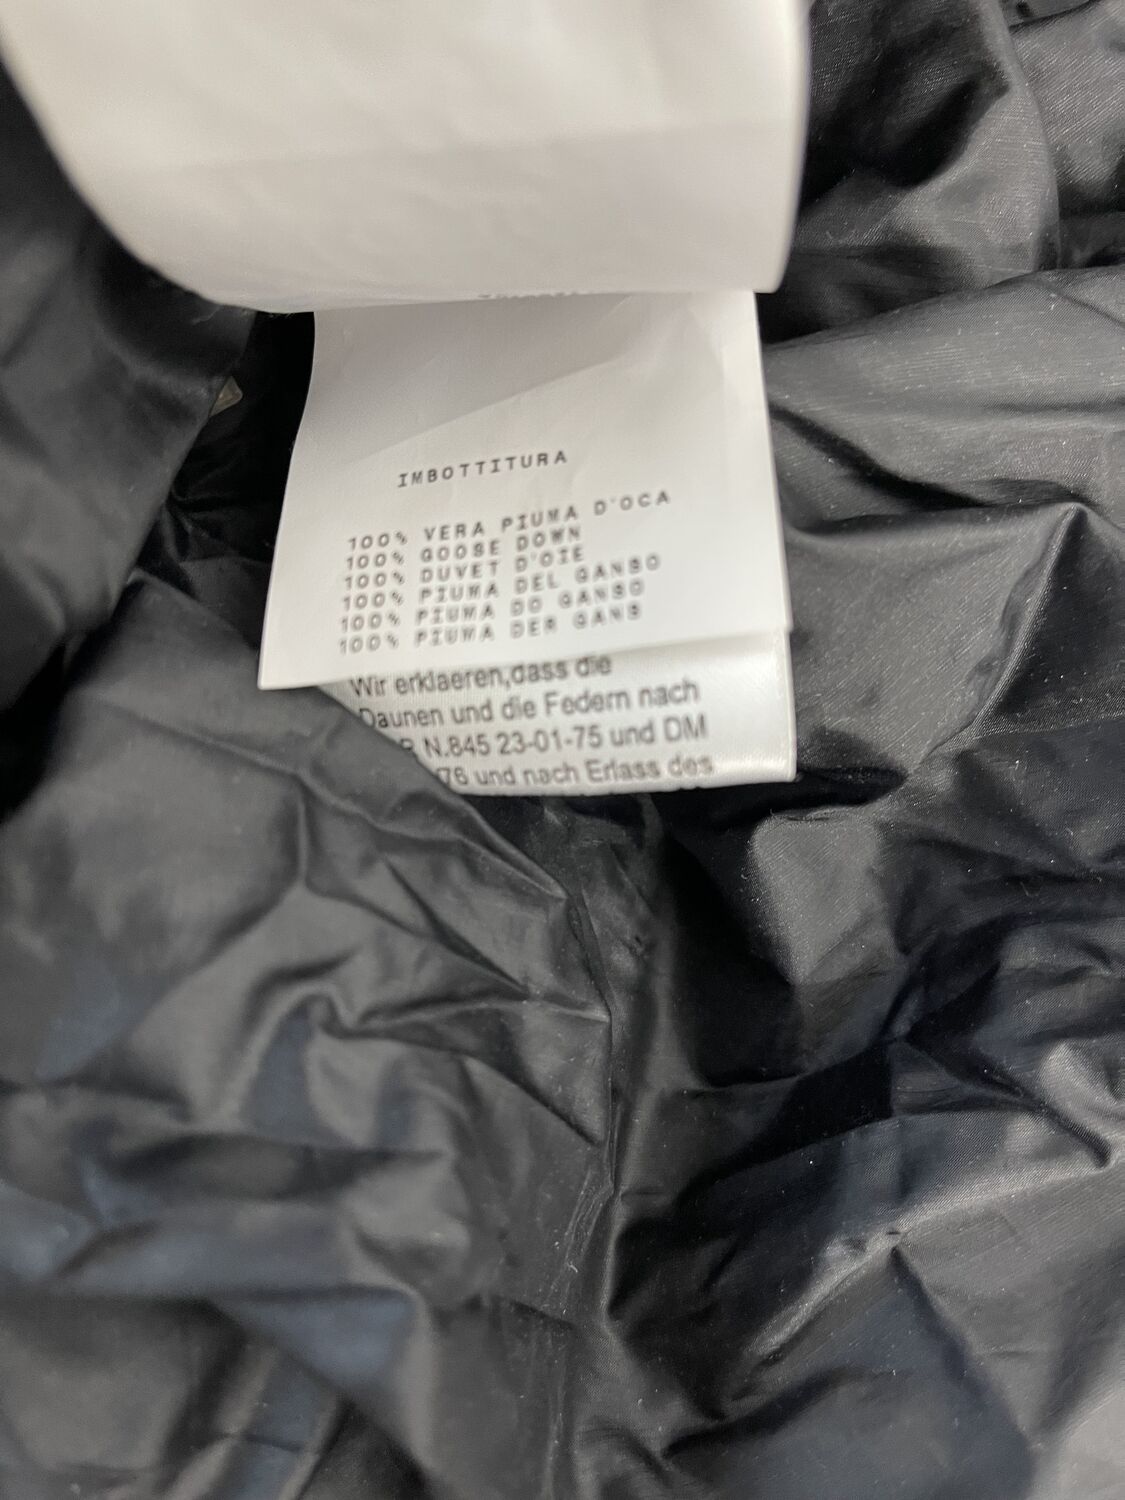 IMBOTTITURA
100% VERA PIUMA D'OCA
100% GOOSE DOWN
100% DUVET D'OIE
100% PIUMA DEL GANSO
100% PIUMA DO GANSO
100% PIUMA DER GANS
Wir erklaeren,dass die
Daunen und die Federn nach
N.845 23-01-75 und DM
76 und nach Erlass des